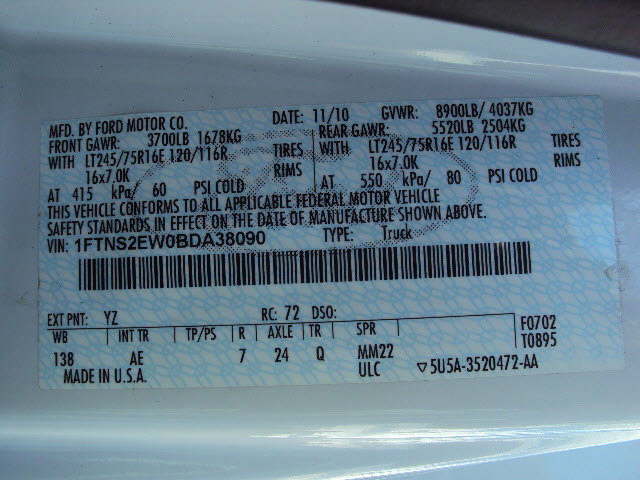 MFD. BY FORD MOTOR CO. DATE: 11/10 GVWR: 8900LB/ 4037KG
FRONT GAWR: 3700LB 1678KG REAR GAWR: 5520LB 2504KG
WITH LT245/75R16E 120/116R TIRES WITH LT245/75R16E 120/116R TIRES
16x7.0K RIMS 16x7.0K RIMS
AT 415 kPa/ 60 PSI COLD AT 550 kPa/ 80 PSI COLD
THIS VEHICLE CONFORMS TO ALL APPLICABLE FEDERAL MOTOR VEHICLE
SAFETY STANDARDS IN EFFECT ON THE DATE OF MANUFACTURE SHOWN ABOVE.
VIN: 1FTNS2EW0BDA38090 TYPE: Truck
EXT PNT: YZ RC: 72 DSO: F0702
WB INT TR TP/PS R AXLE TR SPR T0895
138 AE 7 24 Q MM22
ULC
MADE IN U.S.A. ▽5U5A-3520472-AA